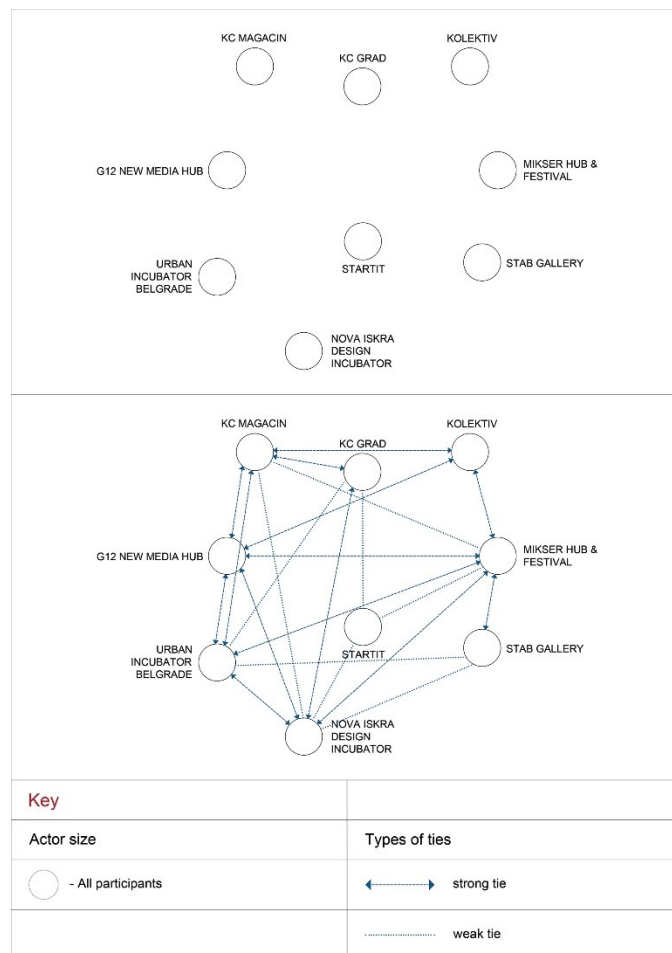 KC MAGACIN
KOLEKTIV
KC GRAD
G12 NEW MEDIA HUB
MIKSER HUB &
FESTIVAL
STARTIT
URBAN
INCUBATOR
BELGRADE
STAB GALLERY
NOVA ISKRA
DESIGN
INCUBATOR
KC MAGACIN
KOLEKTIV
KC GRAD
G12 NEW MEDIA HUB
MIKSER HUB &
FESTIVAL
STARTIT
URBAN
INCUBATOR
BELGRADE
STAB GALLERY
NOVA ISKRA
DESIGN
INCUBATOR
Key
Actor size
Types of ties
- All participants
strong tie
weak tie